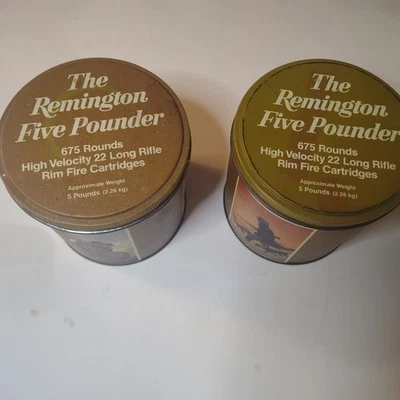 The
Remington
Five Pounder
675 Rounds
High Velocity 22 Long Rifle
Rim Fire Cartridges
Approximate Weight
5 Pounds (2.26 kg)
The
Remington
Five Pounder
675 Rounds
High Velocity 22 Long Rifle
Rim Fire Cartridges
Approximate Weight
5 Pounds (2.26 kg)